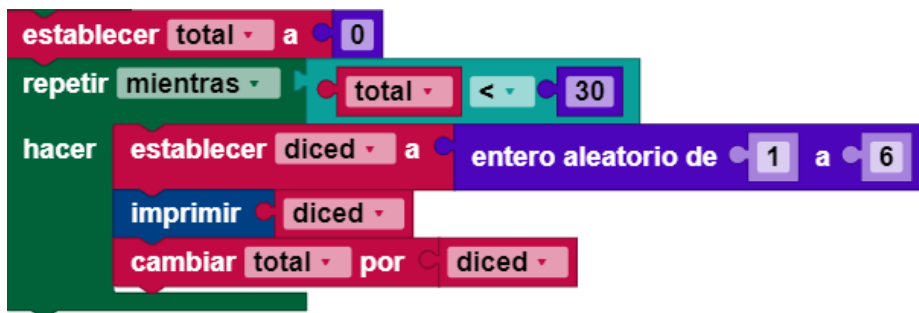 establecer total a 0
repetir mientras total < 30
hacer establecer diced a entero aleatorio de 1 a 6
imprimir diced
cambiar total por diced